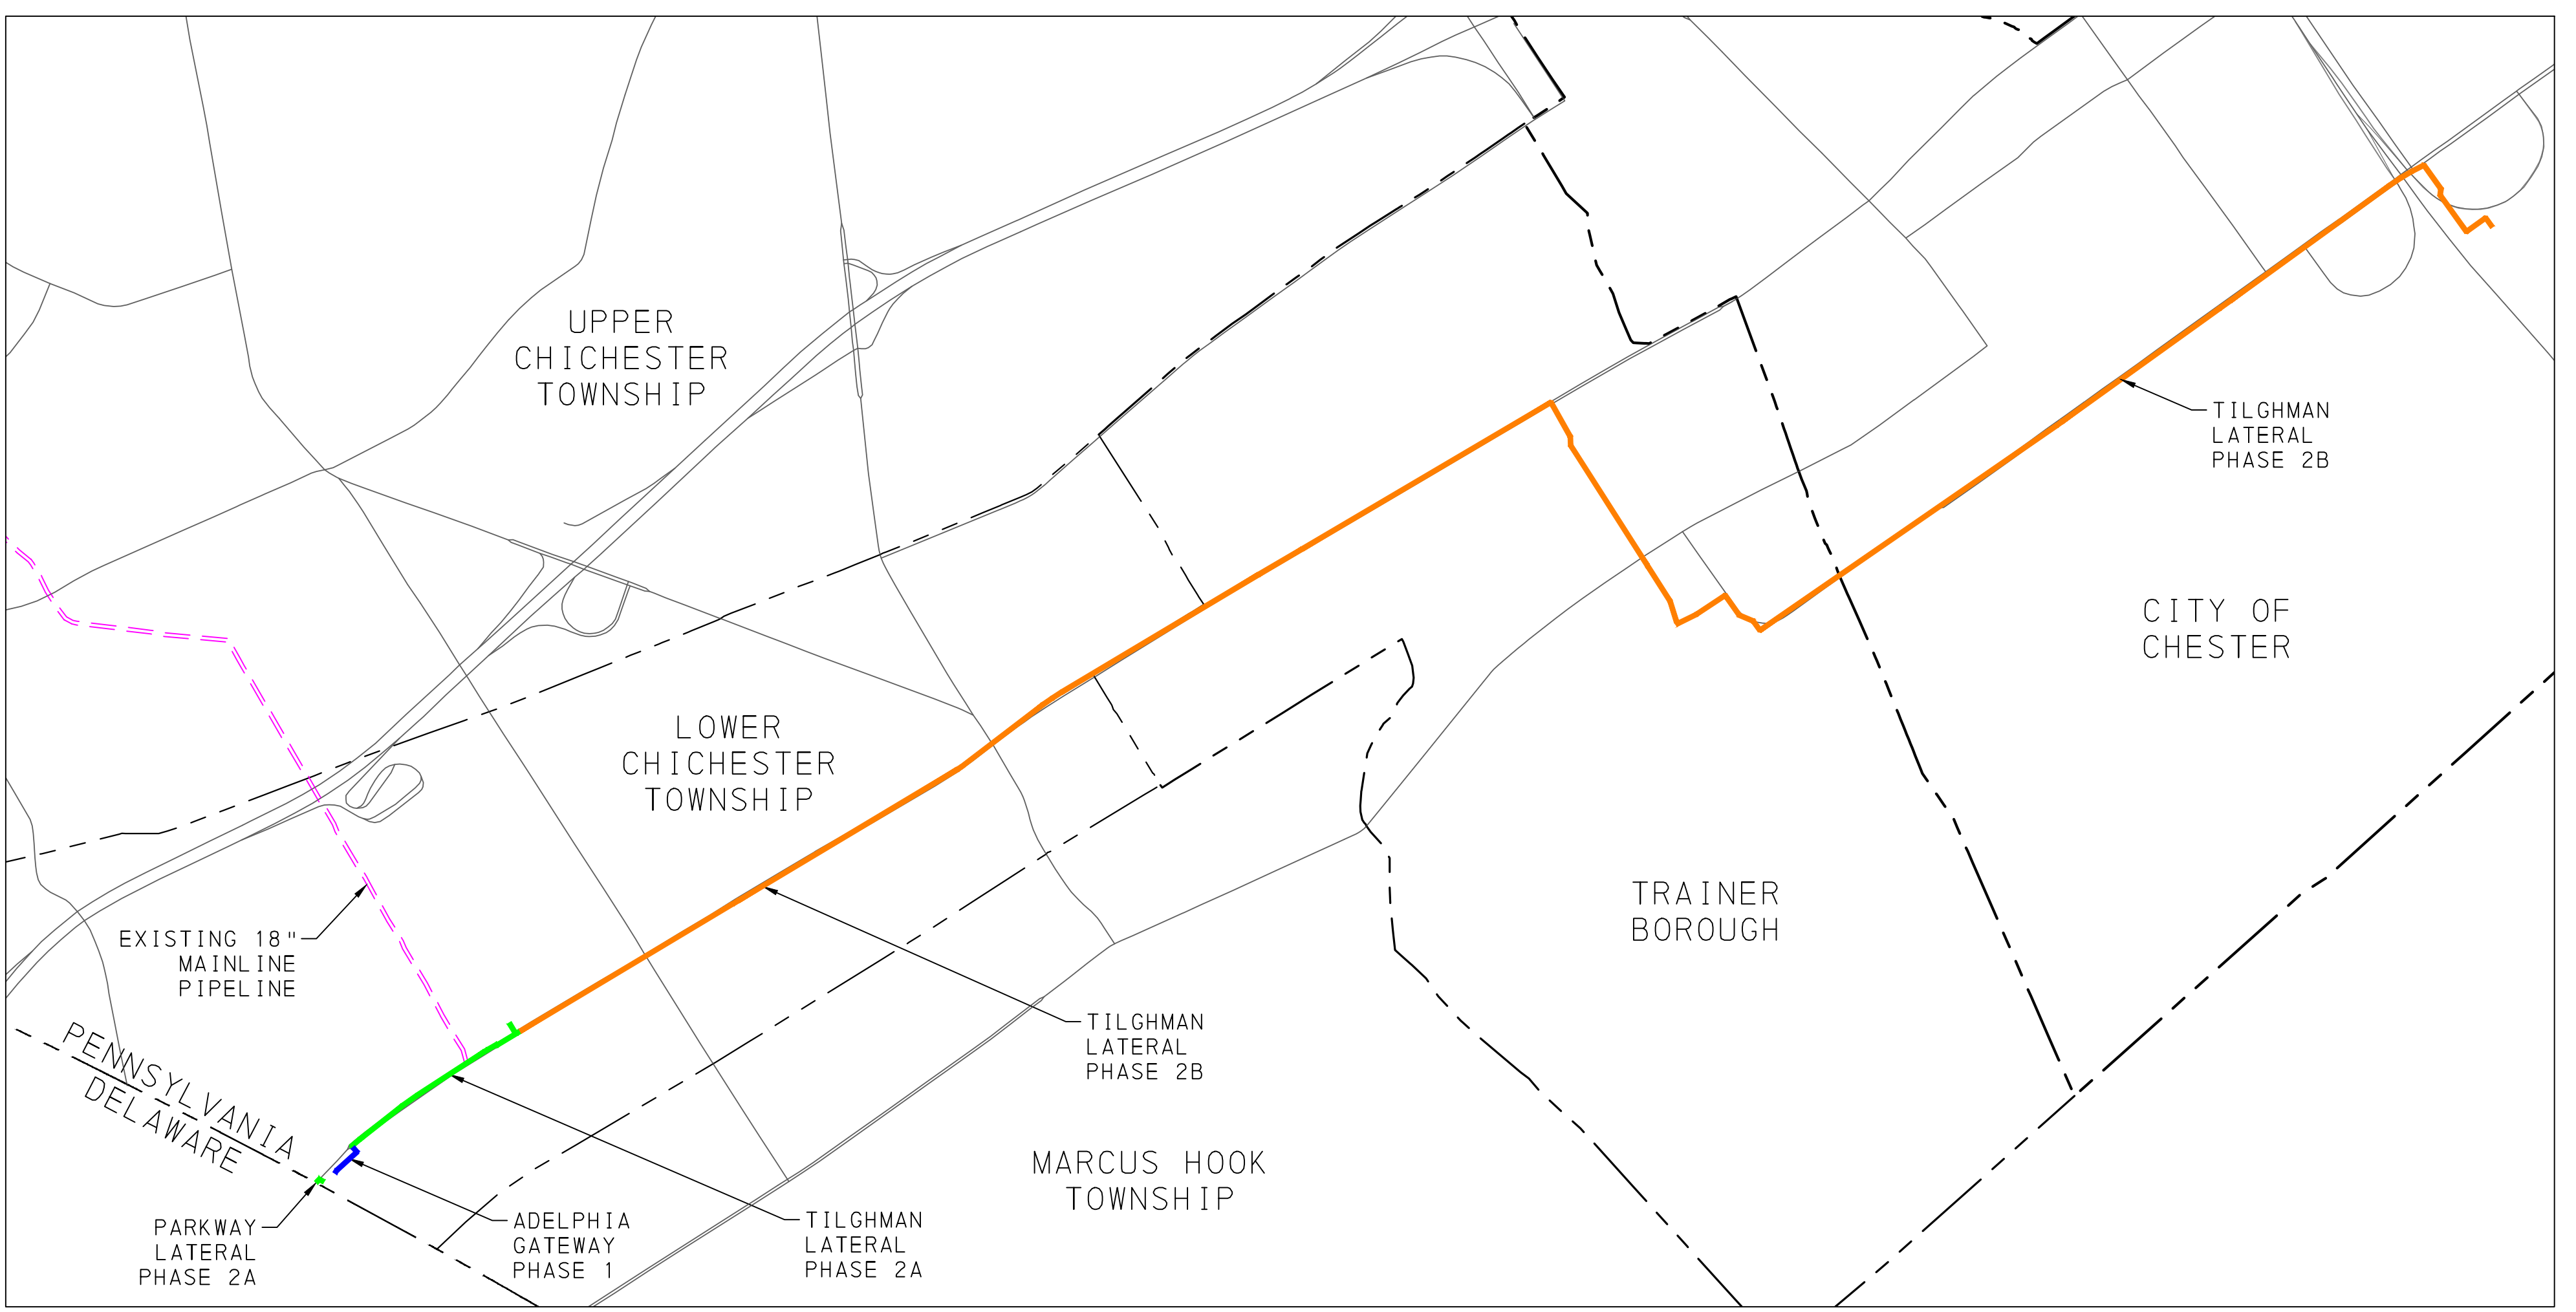 UPPER
CHICHESTER
TOWNSHIP
TILGHMAN
LATERAL
PHASE 2B
CITY OF
CHESTER
LOWER
CHICHESTER
TOWNSHIP
TRAINER
BOROUGH
EXISTING 18"
MAINLINE
PIPELINE
TILGHMAN
LATERAL
PHASE 2B
PENNSYLVANIA
DELAWARE
MARCUS HOOK
TOWNSHIP
PARKWAY
LATERAL
PHASE 2A
ADELPHIA
GATEWAY
PHASE 1
TILGHMAN
LATERAL
PHASE 2A